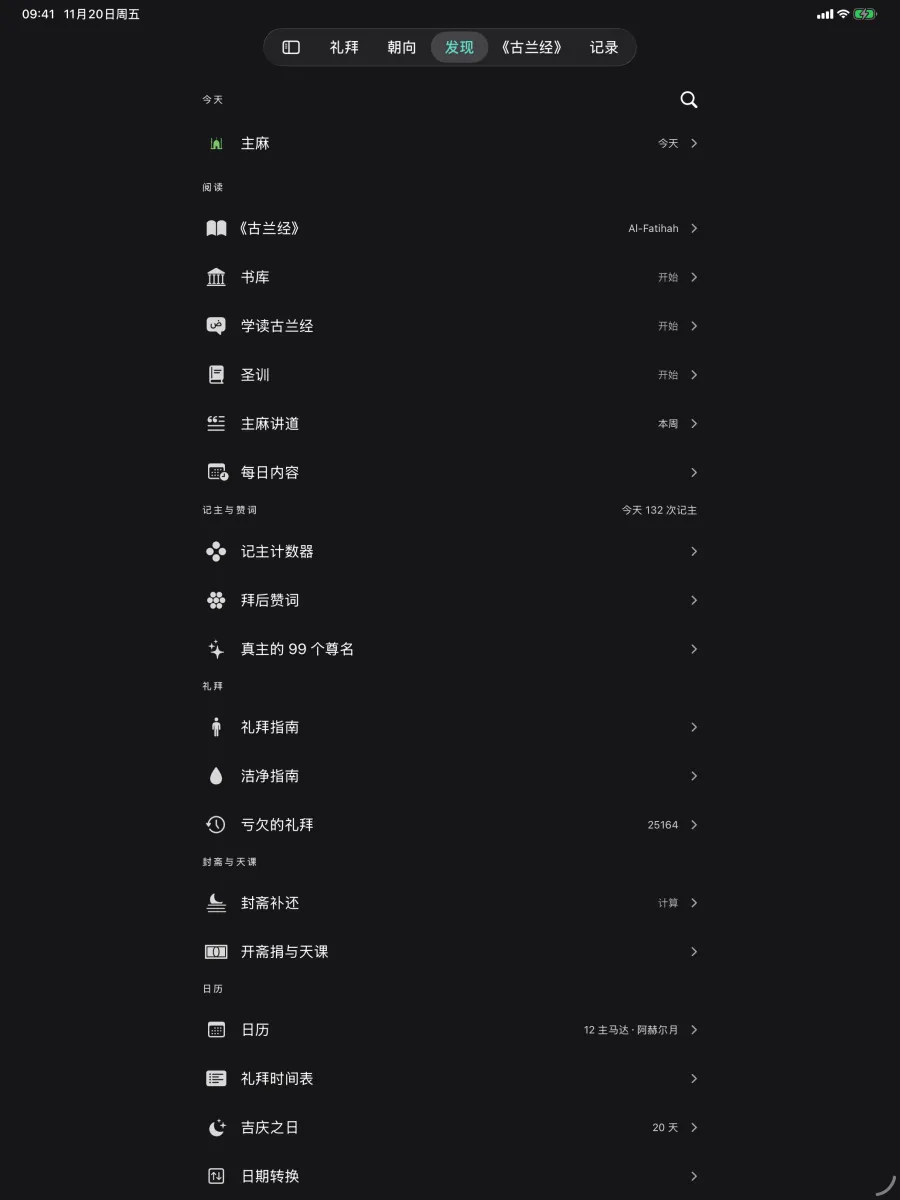 09:41 11月20日周五
礼拜 朝向 发现 《古兰经》 记录
今天
主麻 今天
阅读
《古兰经》 Al-Fatihah
书库 开始
学读古兰经 开始
圣训 开始
主麻讲道 本周
每日内容
记主与赞词 今天 132 次记主
记主计数器
拜后赞词
真主的 99 个尊名
礼拜
礼拜指南
洁净指南
亏欠的礼拜 25164
封斋与天课
封斋补还 计算
开斋捐与天课
日历
日历 12 主马达 · 阿赫尔月
礼拜时间表
吉庆之日 20 天
日期转换